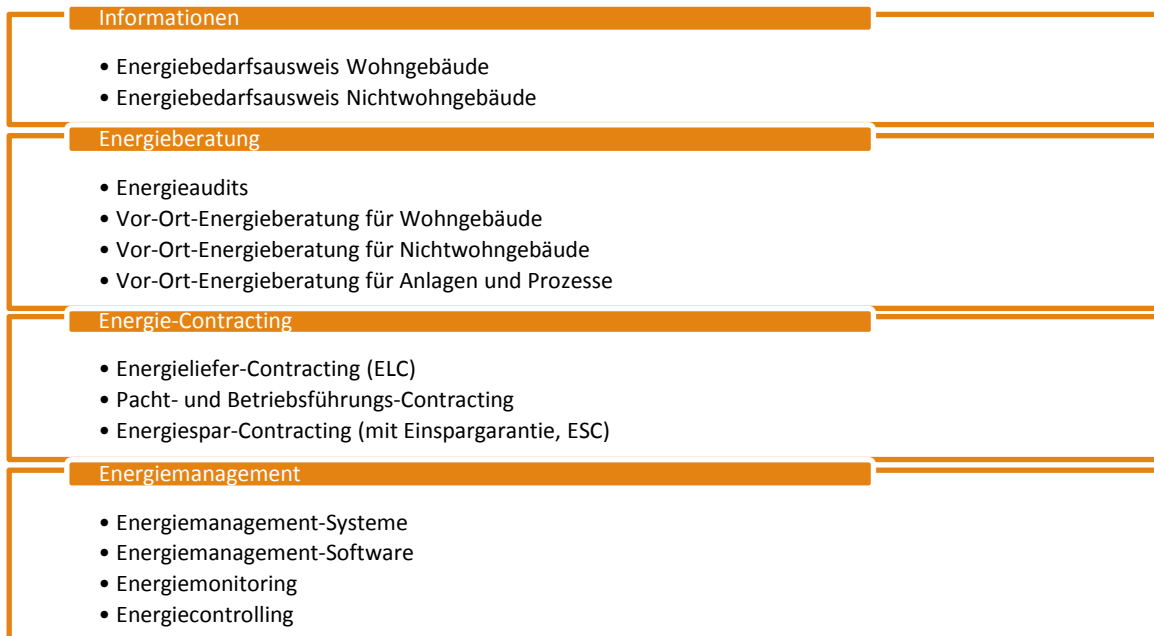 Informationen
• Energiebedarfsausweis Wohngebäude
• Energiebedarfsausweis Nichtwohngebäude
Energieberatung
• Energieaudits
• Vor-Ort-Energieberatung für Wohngebäude
• Vor-Ort-Energieberatung für Nichtwohngebäude
• Vor-Ort-Energieberatung für Anlagen und Prozesse
Energie-Contracting
• Energieliefer-Contracting (ELC)
• Pacht- und Betriebsführungs-Contracting
• Energiespar-Contracting (mit Einspargarantie, ESC)
Energiemanagement
• Energiemanagement-Systeme
• Energiemanagement-Software
• Energiemonitoring
• Energiecontrolling